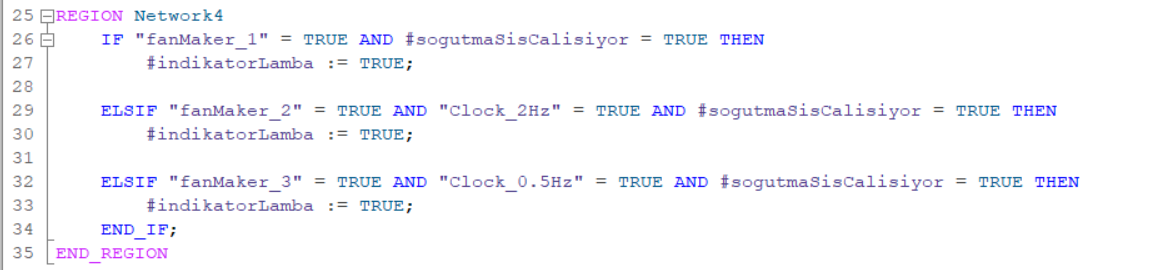 25 REGION Network4
26 IF "fanMaker_1" = TRUE AND #sogutmaSisCalisiyor = TRUE THEN
27 #indikatorLamba := TRUE;
28
29 ELSIF "fanMaker_2" = TRUE AND "Clock_2Hz" = TRUE AND #sogutmaSisCalisiyor = TRUE THEN
30 #indikatorLamba := TRUE;
31
32 ELSIF "fanMaker_3" = TRUE AND "Clock_0.5Hz" = TRUE AND #sogutmaSisCalisiyor = TRUE THEN
33 #indikatorLamba := TRUE;
34 END_IF;
35 END_REGION